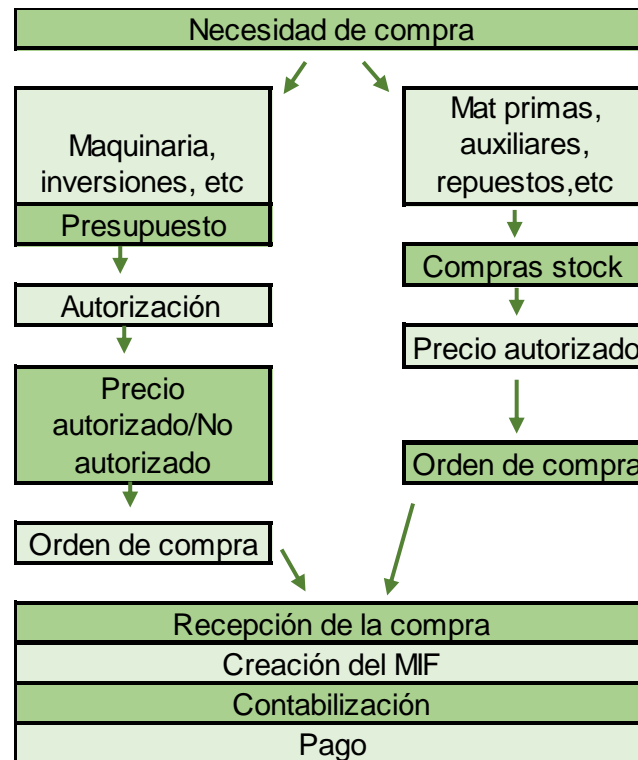 Necesidad de compra
Maquinaria,
inversiones, etc
Presupuesto
Autorización
Precio
autorizado/No
autorizado
Orden de compra
Mat primas,
auxiliares,
repuestos,etc
Compras stock
Precio autorizado
Orden de compra
Recepción de la compra
Creación del MIF
Contabilización
Pago